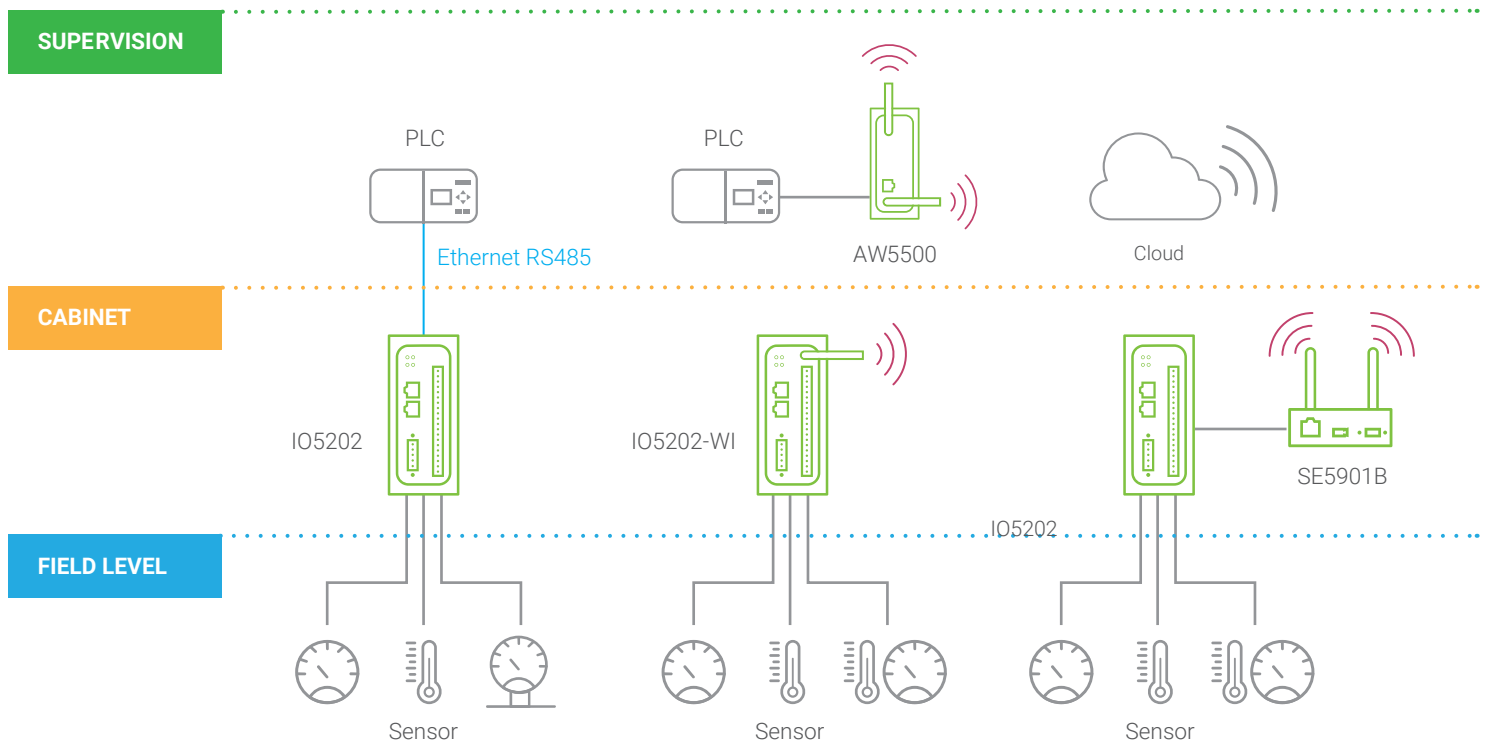 SUPERVISION
PLC
PLC
Ethernet RS485
AW5500
Cloud
CABINET
IO5202
IO5202-WI
SE5901B
IO5202
FIELD LEVEL
Sensor
Sensor
Sensor